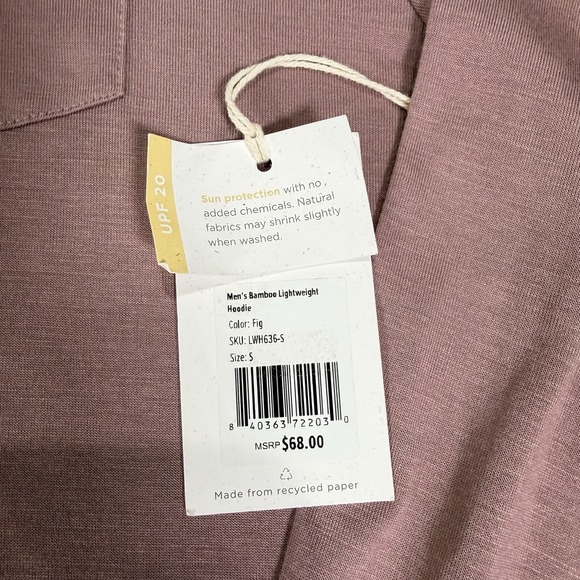 UPF 20
Sun protection with no
added chemicals. Natural
fabrics may shrink slightly
when washed.
Men's Bamboo Lightweight
Hoodie
Color: Fig
SKU: LWH636-S
Size: S
8 40363 72203 0
MSRP $68.00
Made from recycled paper